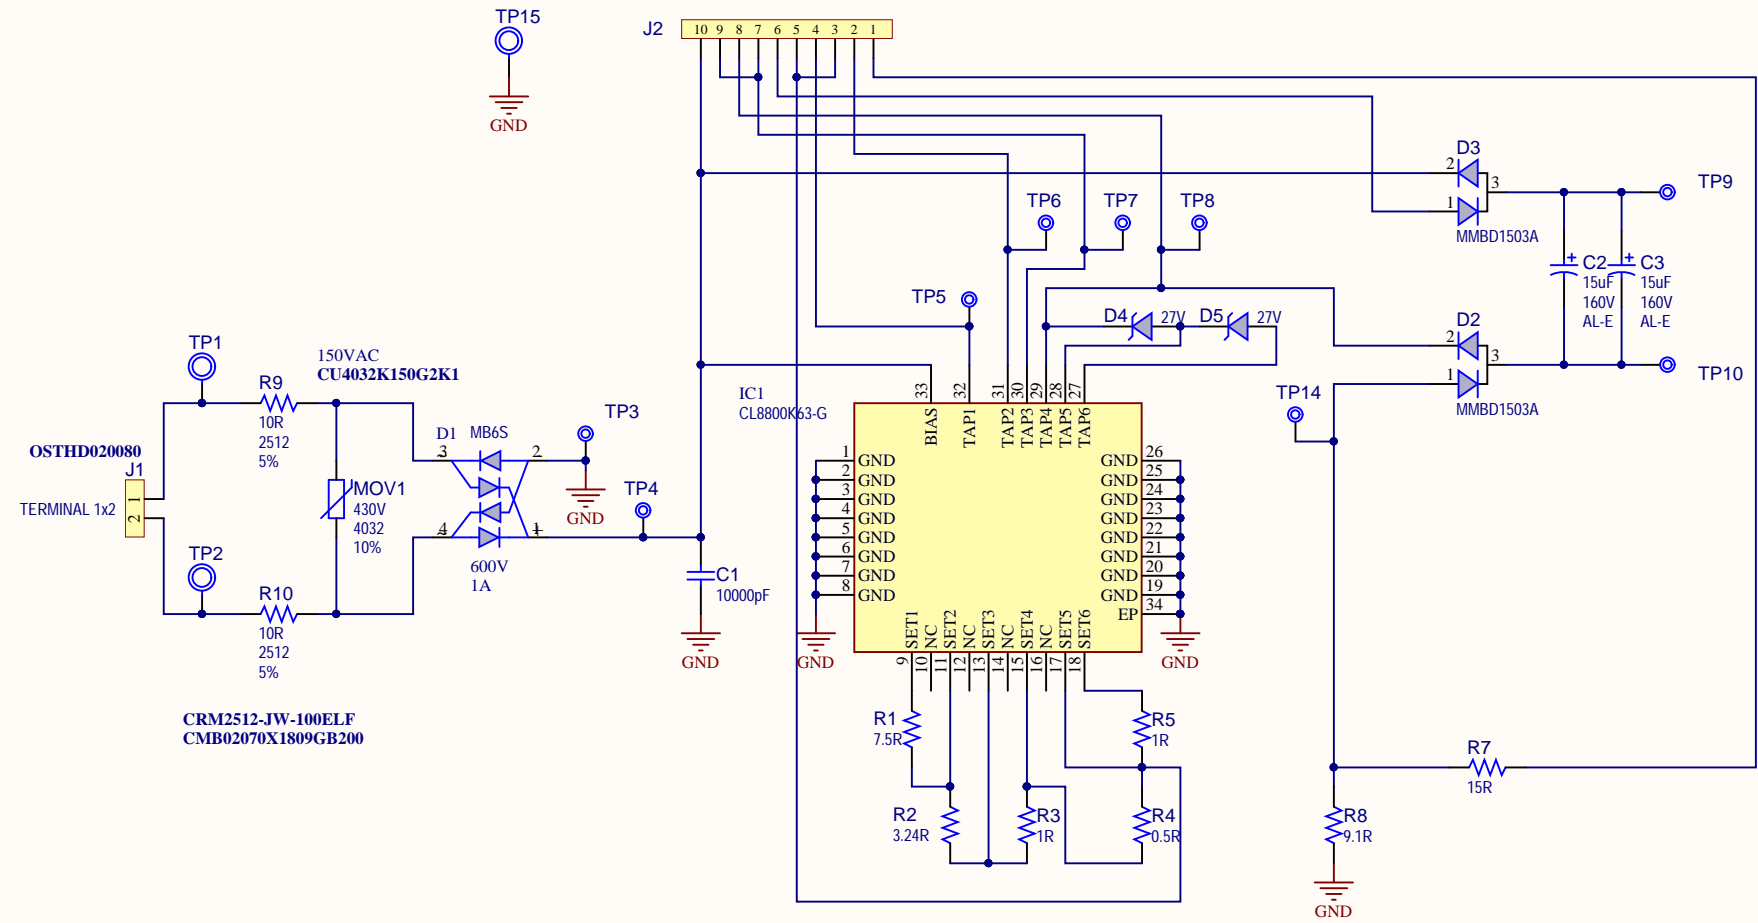 TP15
GND
J2
10 9 8 7 6 5 4 3 2 1
D3
2
3
1
MMBD1503A
TP9
TP6
TP7
TP8
C2
15uF
160V
AL-E
C3
15uF
160V
AL-E
TP5
D4
27V
D5
27V
D2
2
3
1
MMBD1503A
TP10
TP14
TP1
R9
10R
2512
5%
150VAC
CU4032K150G2K1
OSTHD020080
J1
TERMINAL 1x2
1
2
MOV1
430V
4032
10%
TP2
R10
10R
2512
5%
CRM2512-JW-100ELF
CMB02070X1809GB200
D1
MB6S
3
2
4
1
+
600V
1A
TP3
GND
TP4
C1
10000pF
GND
IC1
CL8800K63-G
33 32 31 30 29 28 27
BIAS TAP1 TAP2 TAP3 TAP4 TAP5 TAP6
1 GND
2 GND
3 GND
4 GND
5 GND
6 GND
7 GND
8 GND
GND
GND 26
GND 25
GND 24
GND 23
GND 22
GND 21
GND 20
GND 19
EP 34
GND
SET1 NC SET2 NC SET3 NC SET4 NC SET5 SET6
9 10 11 12 13 14 15 16 17 18
R1
7.5R
R2
3.24R
R3
1R
R5
1R
R4
0.5R
R7
15R
R8
9.1R
GND